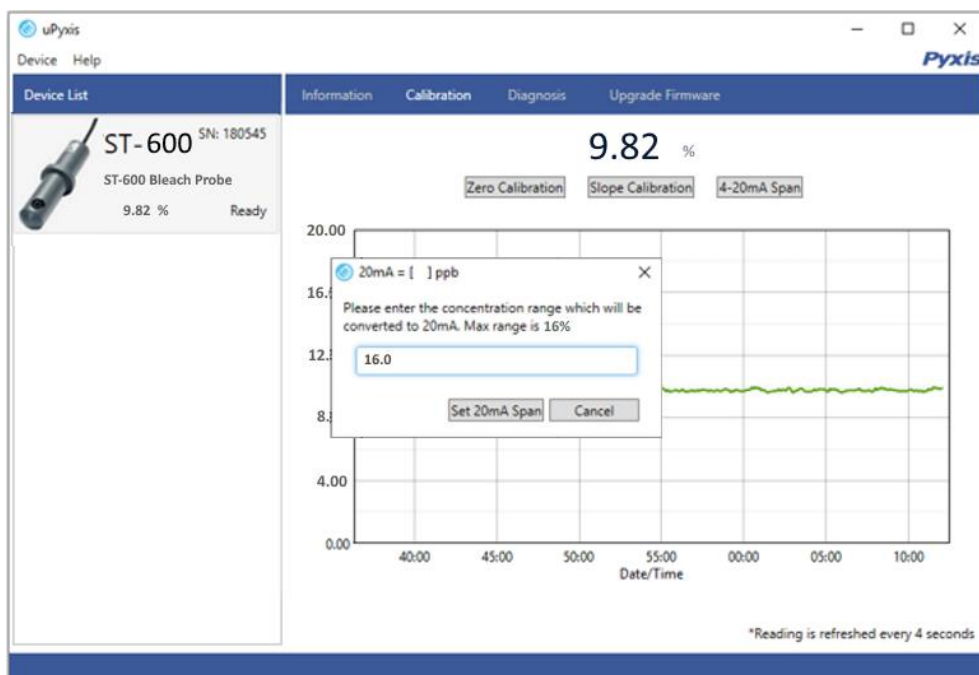 uPyxis
Device Help
Pyxis
Device List
Information Calibration Diagnosis Upgrade Firmware
ST-600 SN: 180545
ST-600 Bleach Probe
9.82 % Ready
9.82 %
Zero Calibration Slope Calibration 4-20mA Span
20.00
20mA = [ ] ppb
Please enter the concentration range which will be
converted to 20mA. Max range is 16%
16.0
Set 20mA Span Cancel
4.00
0.00
40:00 45:00 50:00 55:00 00:00 05:00 10:00
Date/Time
*Reading is refreshed every 4 seconds